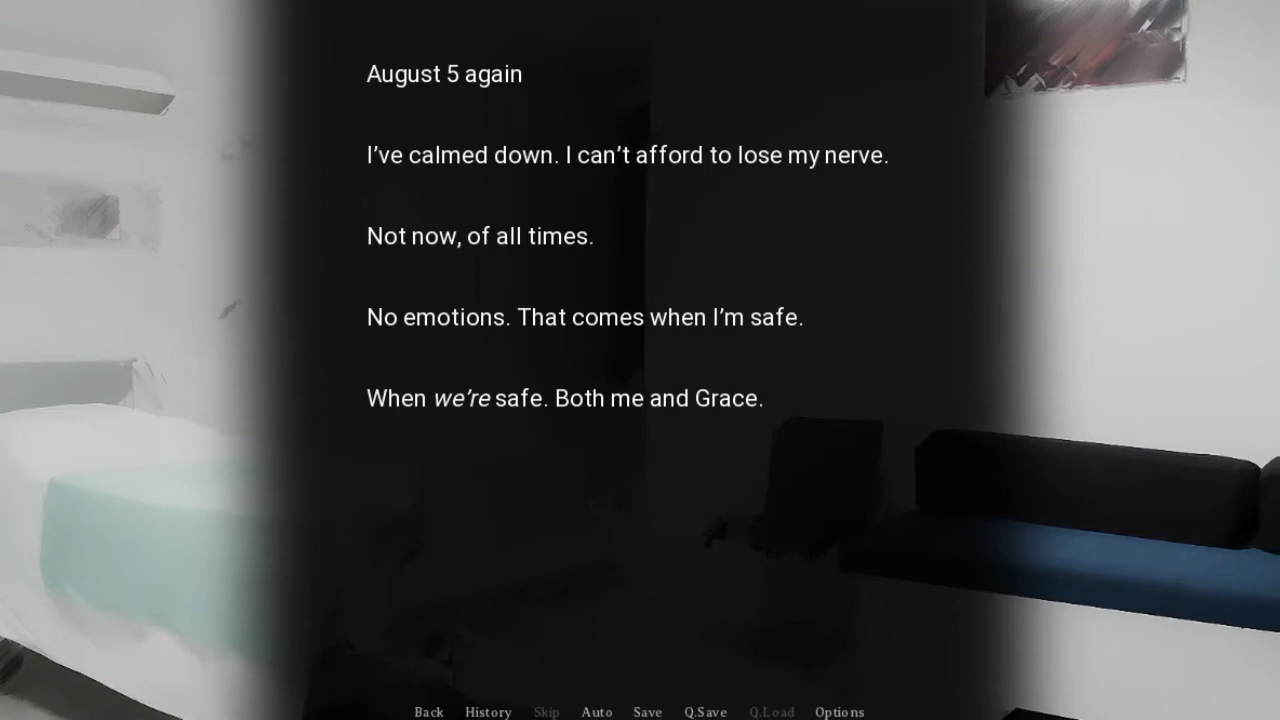 August 5 again
I’ve calmed down. I can’t afford to lose my nerve.
Not now, of all times.
No emotions. That comes when I’m safe.
When we’re safe. Both me and Grace.
Back History Skip Auto Save Q.Save Q.Load Options